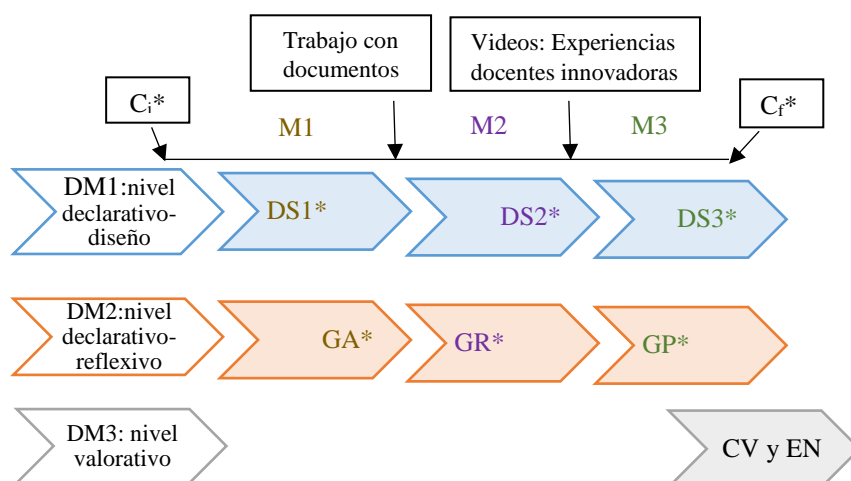 Trabajo con
documentos
Videos: Experiencias
docentes innovadoras
Ci*
Cf*
M1
M2
M3
DM1:nivel
declarativo-
diseño
DS1*
DS2*
DS3*
DM2:nivel
declarativo-
reflexivo
GA*
GR*
GP*
DM3: nivel
valorativo
CV y EN